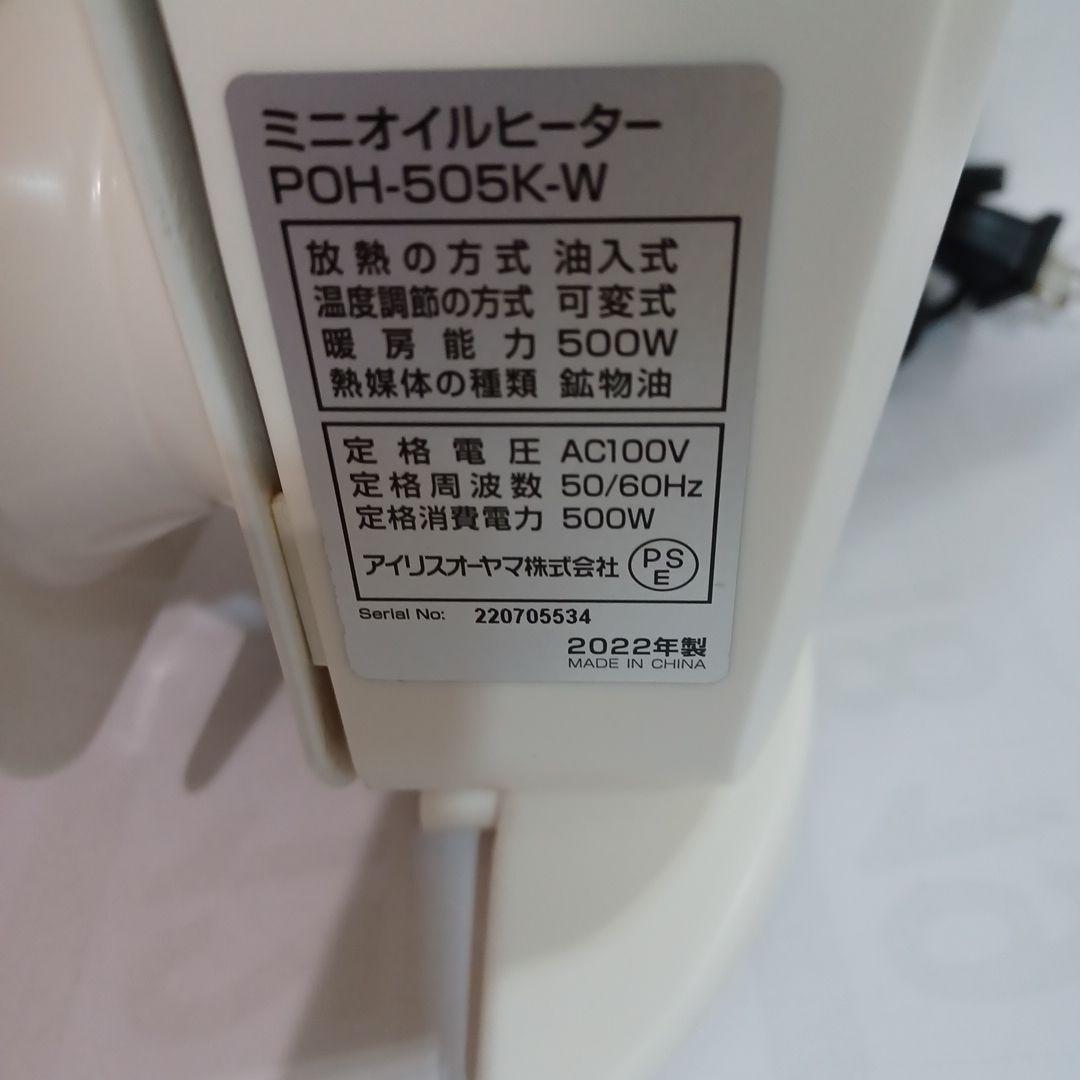 ミニオイルヒーター
POH-505K-W
放熱の方式 油入式
温度調節の方式 可変式
暖房能力 500W
熱媒体の種類 鉱物油
定格電圧 AC100V
定格周波数 50/60Hz
定格消費電力 500W
アイリスオーヤマ株式会社 PSE
Serial No: 220705534
2022年製
MADE IN CHINA